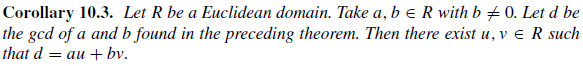 Corollary 10.3. Let R be a Euclidean domain. Take a, b ∈ R with b ≠ 0. Let d be
the gcd of a and b found in the preceding theorem. Then there exist u, v ∈ R such
that d = au + bv.